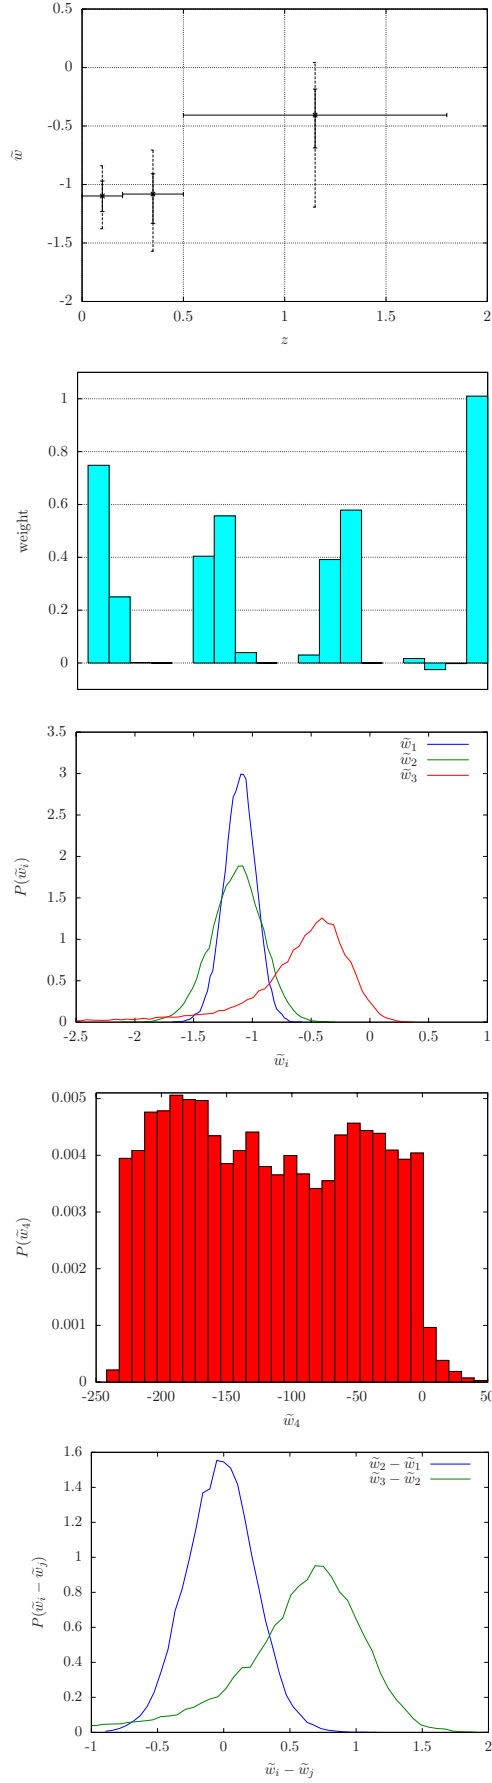 0.5
0
-0.5
-1
-1.5
-2
w̃
0 0.5 1 1.5 2
z
1
0.8
0.6
0.4
0.2
0
weight
3.5
3
2.5
2
1.5
1
0.5
0
P(w̃ᵢ)
w̃₁
w̃₂
w̃₃
-2.5 -2 -1.5 -1 -0.5 0 0.5 1
w̃ᵢ
0.005
0.004
0.003
0.002
0.001
0
P(w̃₄)
-250 -200 -150 -100 -50 0 50
w̃₄
1.6
1.4
1.2
1
0.8
0.6
0.4
0.2
0
P(w̃ᵢ − w̃ⱼ)
w̃₂ − w̃₁
w̃₃ − w̃₂
-1 -0.5 0 0.5 1 1.5 2
w̃ᵢ − w̃ⱼ